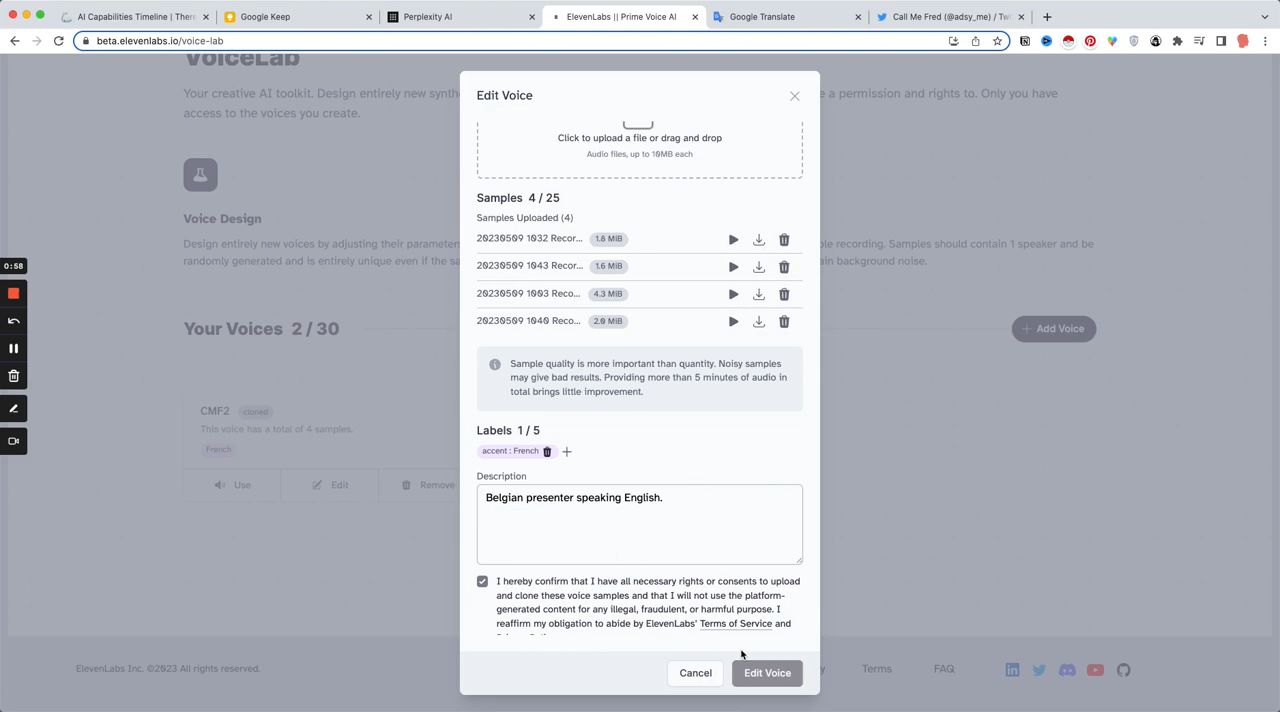 AI Capabilities Timeline | Ther
Google Keep
Perplexity AI
ElevenLabs || Prime Voice AI
Google Translate
Call Me Fred (@adsy_me) / Tw
beta.elevenlabs.io/voice-lab
VoiceLab
Your creative AI toolkit. Design entirely new synth
e a permission and rights to. Only you have
access to the voices you create.
Voice Design
Design entirely new voices by adjusting their parameters
ple recording. Samples should contain 1 speaker and be
randomly generated and is entirely unique even if the sa
ain background noise.
Your Voices 2 / 30
Add Voice
CMF2 cloned
This voice has a total of 4 samples.
French
Use
Edit
Remove
Edit Voice
Click to upload a file or drag and drop
Audio files, up to 10MB each
Samples 4 / 25
Samples Uploaded (4)
20230509 1032 Recor... 1.8 MiB
20230509 1043 Recor... 1.6 MiB
20230509 1003 Reco... 4.3 MiB
20230509 1040 Reco... 2.0 MiB
Sample quality is more important than quantity. Noisy samples
may give bad results. Providing more than 5 minutes of audio in
total brings little improvement.
Labels 1 / 5
accent : French
Description
Belgian presenter speaking English.
I hereby confirm that I have all necessary rights or consents to upload
and clone these voice samples and that I will not use the platform-
generated content for any illegal, fraudulent, or harmful purpose. I
reaffirm my obligation to abide by ElevenLabs' Terms of Service and
Cancel
Edit Voice
0:58
ElevenLabs Inc. ©2023 All rights reserved.
y
Terms
FAQ